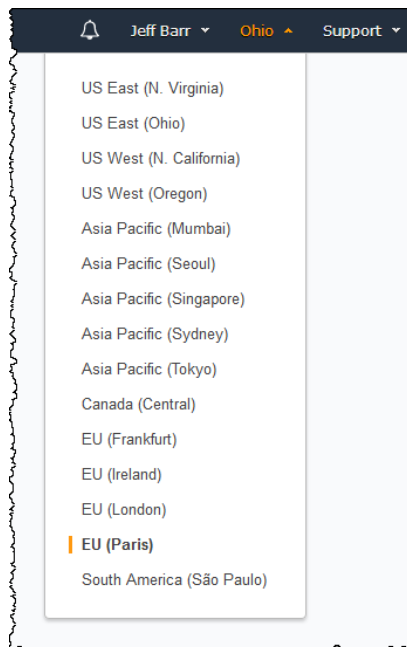 Jeff Barr Ohio Support
US East (N. Virginia)
US East (Ohio)
US West (N. California)
US West (Oregon)
Asia Pacific (Mumbai)
Asia Pacific (Seoul)
Asia Pacific (Singapore)
Asia Pacific (Sydney)
Asia Pacific (Tokyo)
Canada (Central)
EU (Frankfurt)
EU (Ireland)
EU (London)
EU (Paris)
South America (São Paulo)